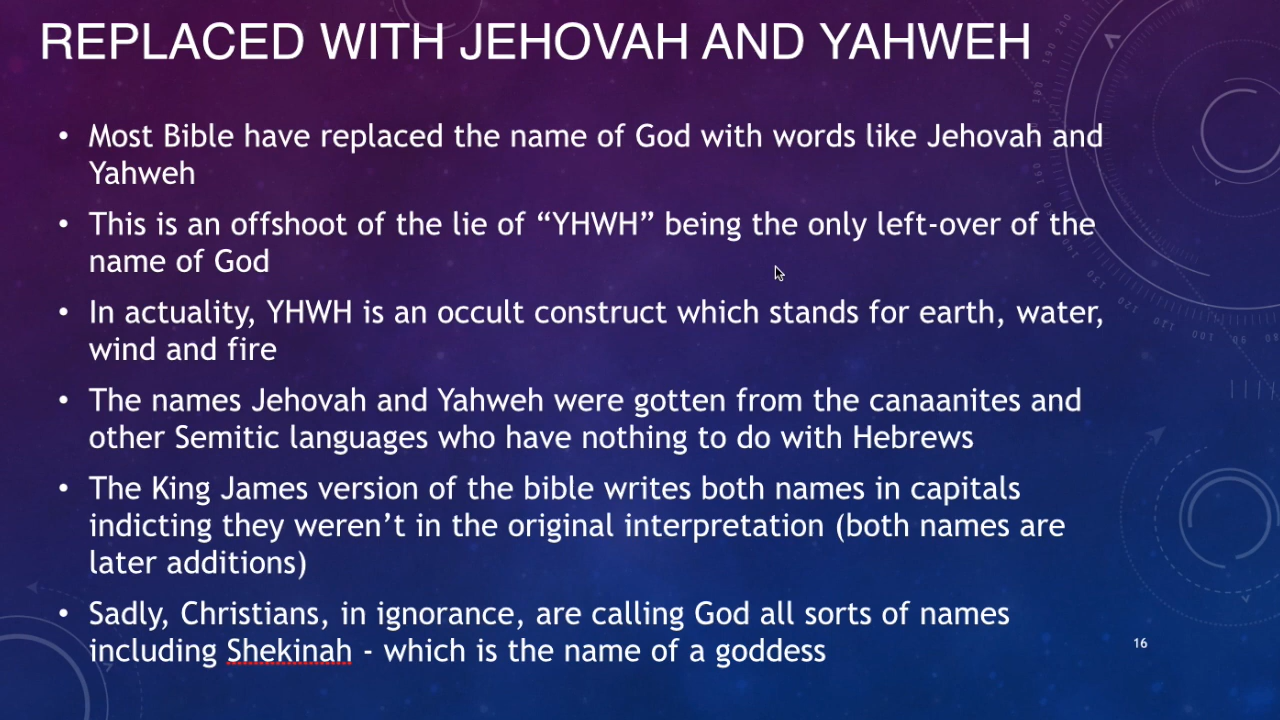 REPLACED WITH JEHOVAH AND YAHWEH
• Most Bible have replaced the name of God with words like Jehovah and
Yahweh
• This is an offshoot of the lie of “YHWH” being the only left-over of the
name of God
• In actuality, YHWH is an occult construct which stands for earth, water,
wind and fire
• The names Jehovah and Yahweh were gotten from the canaanites and
other Semitic languages who have nothing to do with Hebrews
• The King James version of the bible writes both names in capitals
indicting they weren’t in the original interpretation (both names are
later additions)
• Sadly, Christians, in ignorance, are calling God all sorts of names
including Shekinah - which is the name of a goddess
16